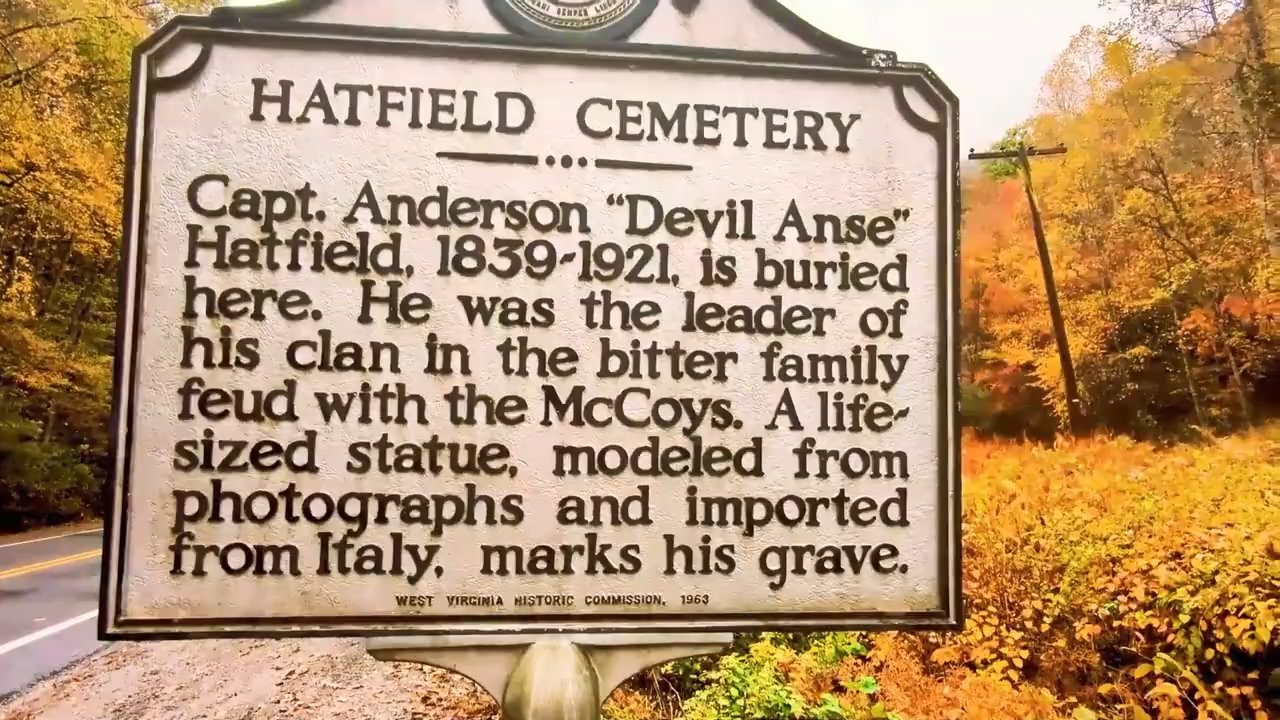 SEMPER LIBERI
HATFIELD CEMETERY
Capt. Anderson “Devil Anse”
Hatfield, 1839-1921, is buried
here. He was the leader of
his clan in the bitter family
feud with the McCoys. A life-
sized statue, modeled from
photographs and imported
from Italy, marks his grave.
WEST VIRGINIA HISTORIC COMMISSION, 1963